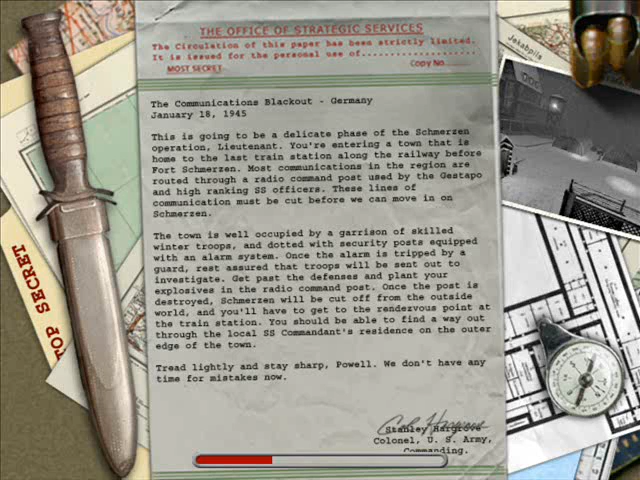 THE OFFICE OF STRATEGIC SERVICES
The Circulation of this paper has been strictly limited.
It is issued for the personal use of..................
MOST SECRET
Copy No.......
The Communications Blackout - Germany
January 18, 1945
This is going to be a delicate phase of the Schmerzen
operation, Lieutenant. You're entering a town that is
home to the last train station along the railway before
Fort Schmerzen. Most communications in the region are
routed through a radio command post used by the Gestapo
and high ranking SS officers. These lines of
communication must be cut before we can move in on
Schmerzen.
The town is well occupied by a garrison of skilled
winter troops, and dotted with security posts equipped
with an alarm system. Once the alarm is tripped by a
guard, rest assured that troops will be sent out to
investigate. Get past the defenses and plant your
explosives in the radio command post. Once the post is
destroyed, Schmerzen will be cut off from the outside
world, and you'll have to get to the rendezvous point at
the train station. You should be able to find a way out
through the local SS Commandant's residence on the outer
edge of the town.
Tread lightly and stay sharp, Powell. We don't have any
time for mistakes now.
Stanley Hargrove
Colonel, U. S. Army,
Commanding.
TOP SECRET
Jekabpils